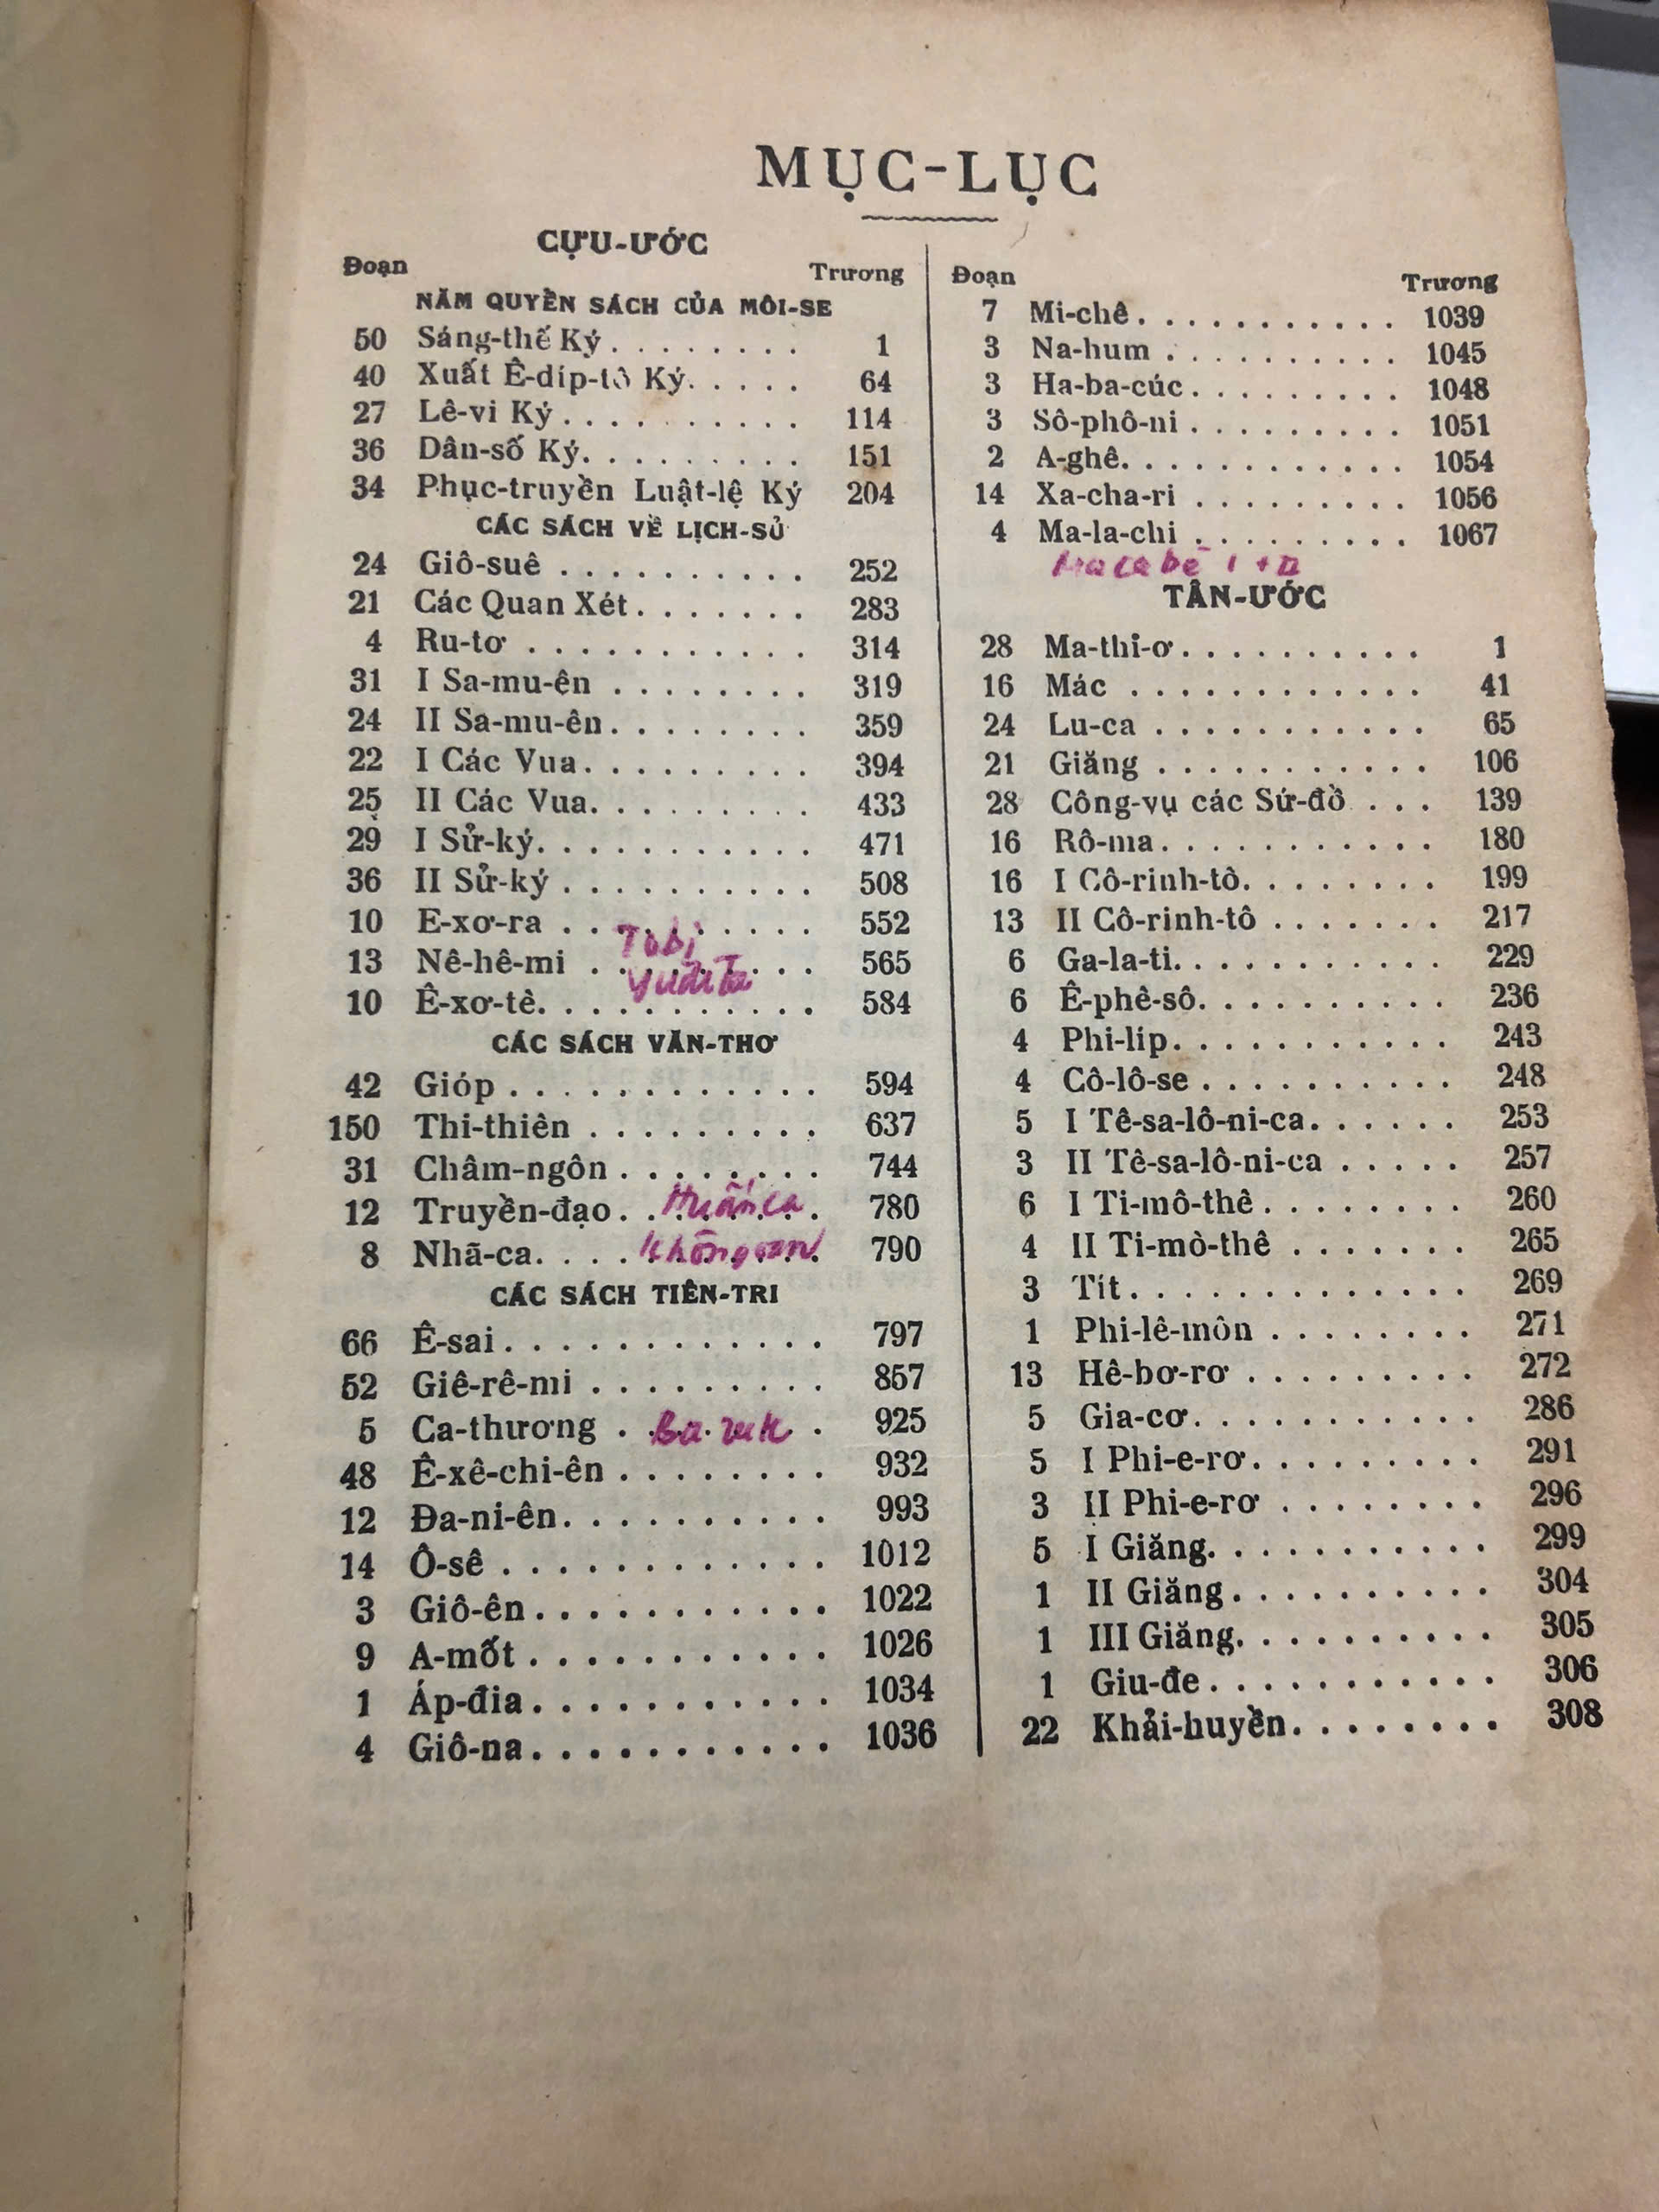 MỤC-LỤC
CỰU-ƯỚC
Đoạn Trương
NĂM QUYỀN SÁCH CỦA MÔI-SE
50 Sáng-thế Ký . . . . . . . . 1
40 Xuất Ê-díp-tô Ký. . . . . 64
27 Lê-vi Ký . . . . . . . . . . 114
36 Dân-số Ký. . . . . . . . . 151
34 Phục-truyền Luật-lệ Ký 204
CÁC SÁCH VỀ LỊCH-SỬ
24 Giô-suê . . . . . . . . . . . 252
21 Các Quan Xét . . . . . . . 283
4 Ru-tơ . . . . . . . . . . . . 314
31 I Sa-mu-ên . . . . . . . . 319
24 II Sa-mu-ên . . . . . . . . 359
22 I Các Vua . . . . . . . . . 394
25 II Các Vua. . . . . . . . . 433
29 I Sử-ký. . . . . . . . . . . 471
36 II Sử-ký . . . . . . . . . . 508
10 E-xơ-ra . . . . . . . . . . 552
Tobi
13 Nê-hê-mi . . . . . . . . . 565
Yuđita
10 Ê-xơ-tê. . . . . . . . . . . 584
CÁC SÁCH VĂN-THƠ
42 Gióp . . . . . . . . . . . . 594
150 Thi-thiên . . . . . . . . . 637
31 Châm-ngôn . . . . . . . . 744
12 Truyền-đạo . . Huấn ca . 780
8 Nhã-ca. . . . Khôn ngoan 790
CÁC SÁCH TIÊN-TRI
66 Ê-sai . . . . . . . . . . . . 797
52 Giê-rê-mi . . . . . . . . . 857
5 Ca-thương . Ba ruk . 925
48 Ê-xê-chi-ên . . . . . . . . 932
12 Đa-ni-ên. . . . . . . . . . 993
14 Ô-sê . . . . . . . . . . . . 1012
3 Giô-ên . . . . . . . . . . . 1022
9 A-mốt . . . . . . . . . . . 1026
1 Áp-đia . . . . . . . . . . . 1034
4 Giô-na . . . . . . . . . . . 1036
Đoạn Trương
7 Mi-chê . . . . . . . . . . . 1039
3 Na-hum . . . . . . . . . . 1045
3 Ha-ba-cúc . . . . . . . . . 1048
3 Sô-phô-ni . . . . . . . . . 1051
2 A-ghê. . . . . . . . . . . . 1054
14 Xa-cha-ri . . . . . . . . . 1056
4 Ma-la-chi . . . . . . . . . 1067
Macabê I + II
TÂN-ƯỚC
28 Ma-thi-ơ . . . . . . . . . . 1
16 Mác . . . . . . . . . . . . 41
24 Lu-ca . . . . . . . . . . . 65
21 Giăng . . . . . . . . . . . 106
28 Công-vụ các Sứ-đồ . . . 139
16 Rô-ma . . . . . . . . . . . 180
16 I Cô-rinh-tô. . . . . . . . 199
13 II Cô-rinh-tô . . . . . . . 217
6 Ga-la-ti. . . . . . . . . . . 229
6 Ê-phê-sô. . . . . . . . . . 236
4 Phi-líp. . . . . . . . . . . 243
4 Cô-lô-se . . . . . . . . . . 248
5 I Tê-sa-lô-ni-ca. . . . . . 253
3 II Tê-sa-lô-ni-ca . . . . . 257
6 I Ti-mô-thê . . . . . . . . 260
4 II Ti-mô-thê . . . . . . . 265
3 Tít . . . . . . . . . . . . . 269
1 Phi-lê-môn . . . . . . . . 271
13 Hê-bơ-rơ . . . . . . . . . 272
5 Gia-cơ. . . . . . . . . . . 286
5 I Phi-e-rơ. . . . . . . . . 291
3 II Phi-e-rơ . . . . . . . . 296
5 I Giăng. . . . . . . . . . . 299
1 II Giăng . . . . . . . . . . 304
1 III Giăng. . . . . . . . . . 305
1 Giu-đe . . . . . . . . . . . 306
22 Khải-huyền. . . . . . . . 308